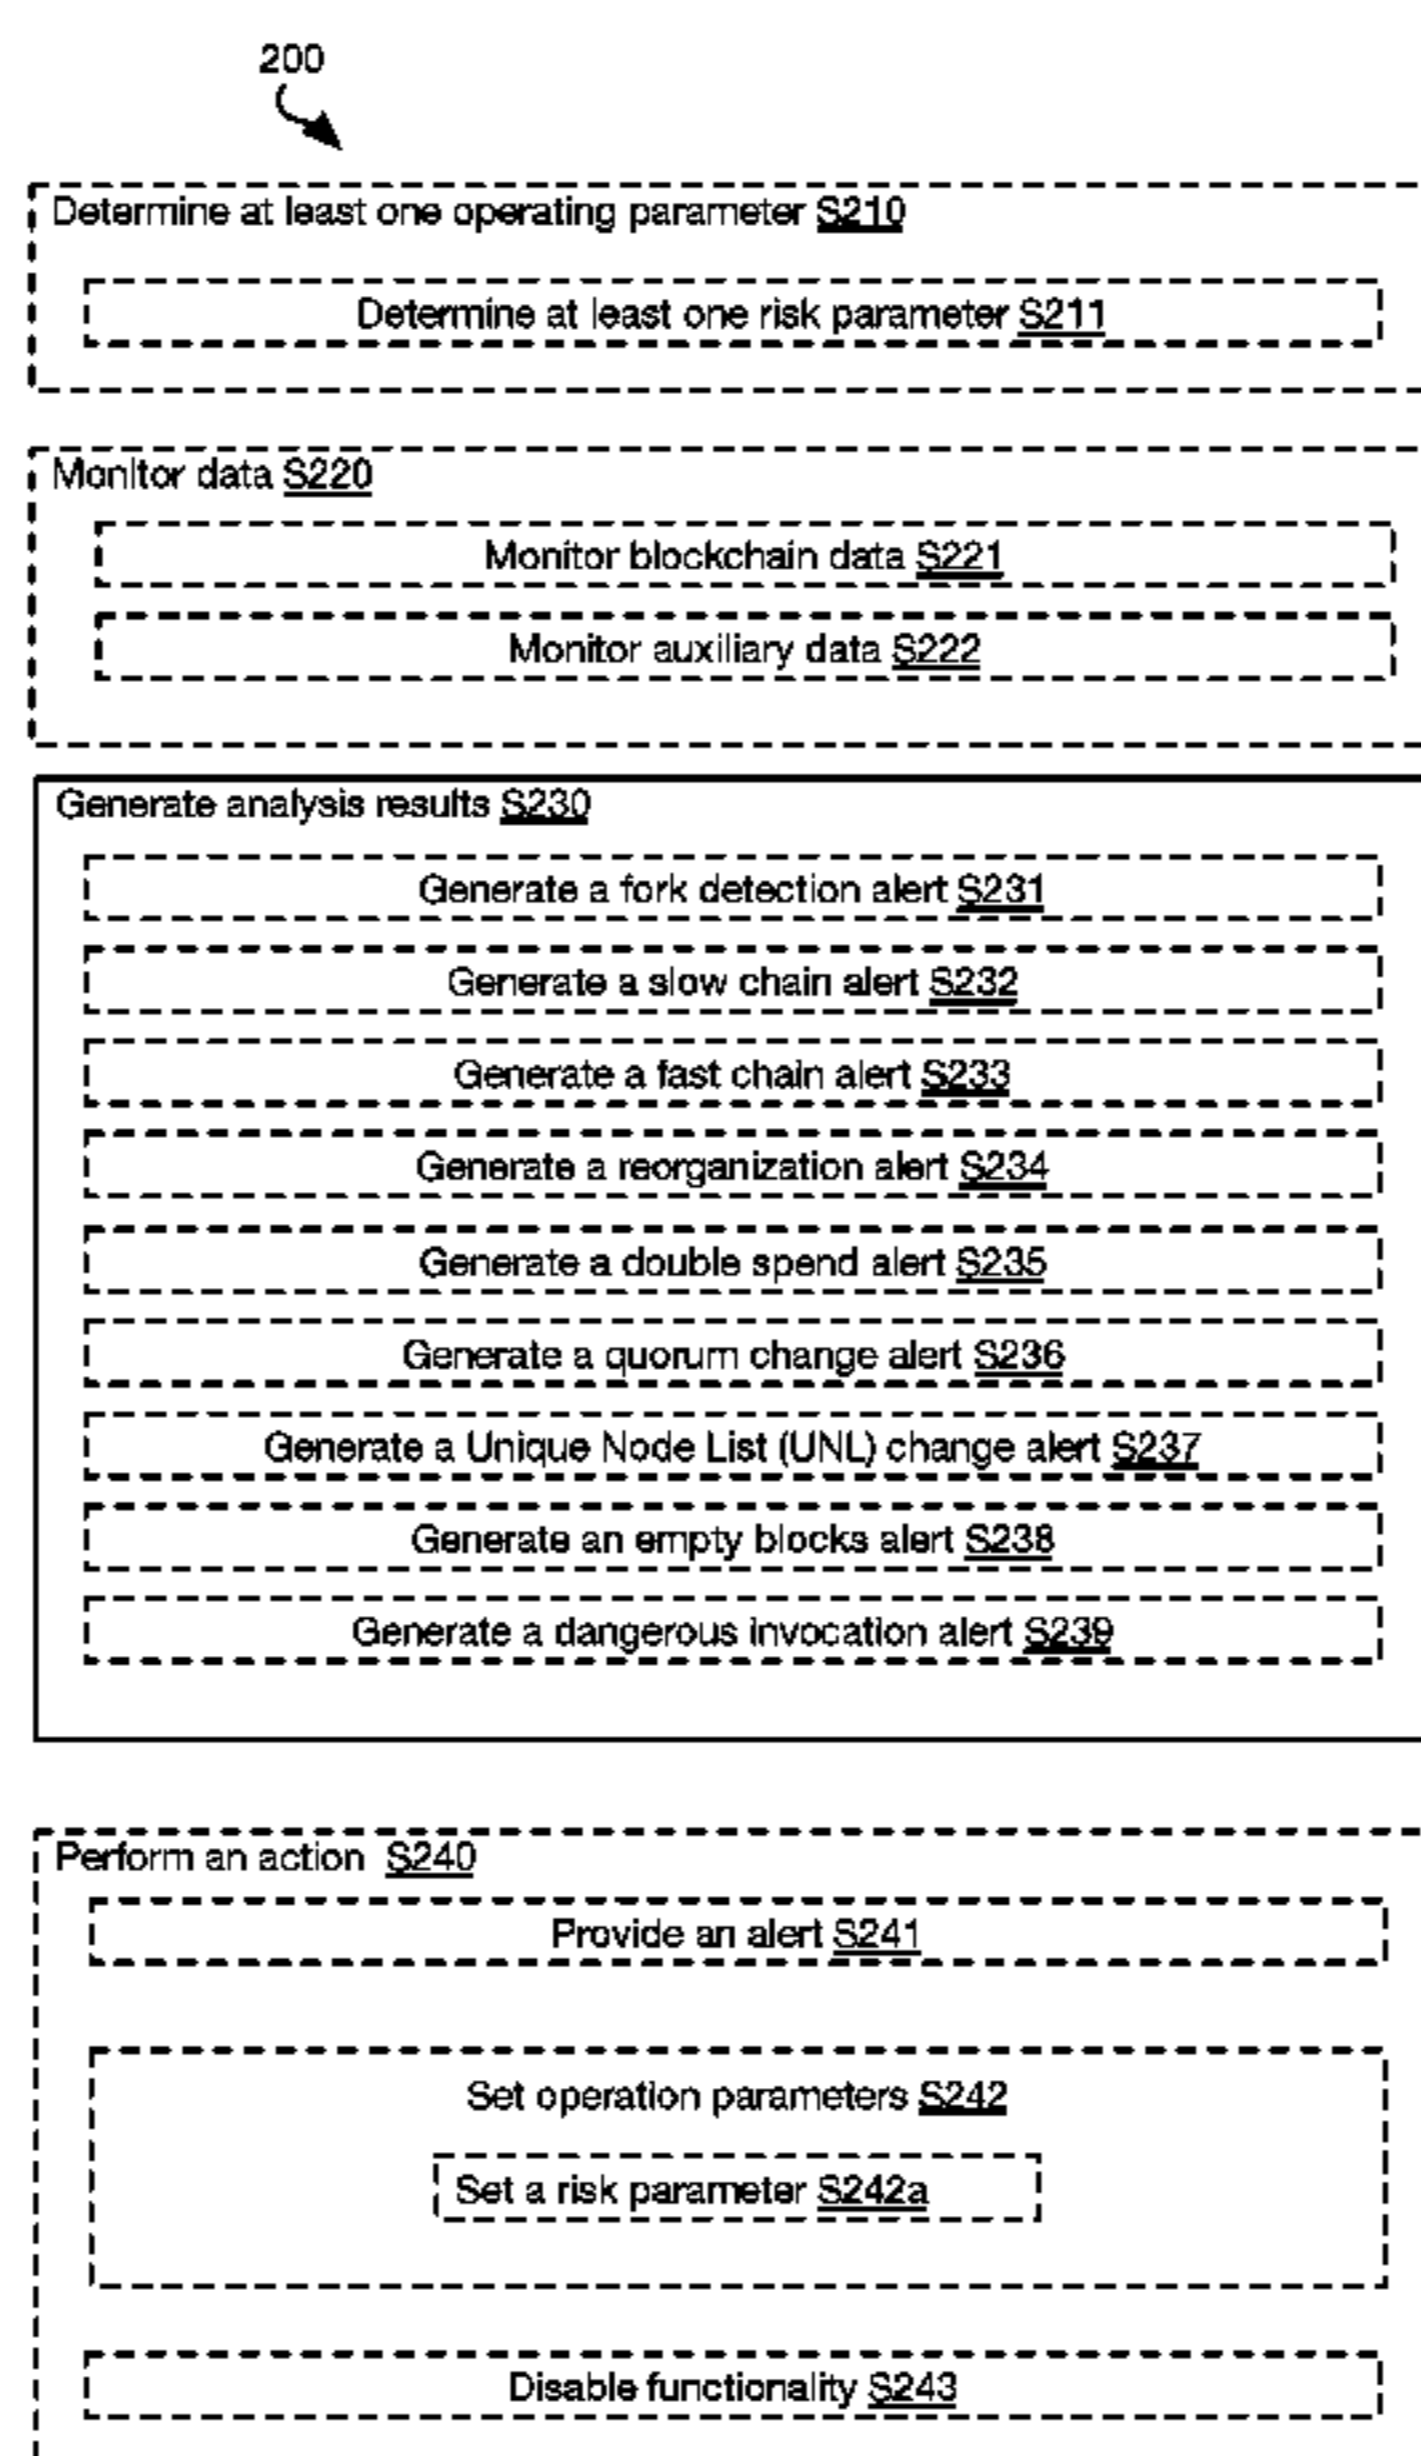 200
Determine at least one operating parameter S210
Determine at least one risk parameter S211
Monitor data S220
Monitor blockchain data S221
Monitor auxiliary data S222
Generate analysis results S230
Generate a fork detection alert S231
Generate a slow chain alert S232
Generate a fast chain alert S233
Generate a reorganization alert S234
Generate a double spend alert S235
Generate a quorum change alert S236
Generate a Unique Node List (UNL) change alert S237
Generate an empty blocks alert S238
Generate a dangerous invocation alert S239
Perform an action S240
Provide an alert S241
Set operation parameters S242
Set a risk parameter S242a
Disable functionality S243